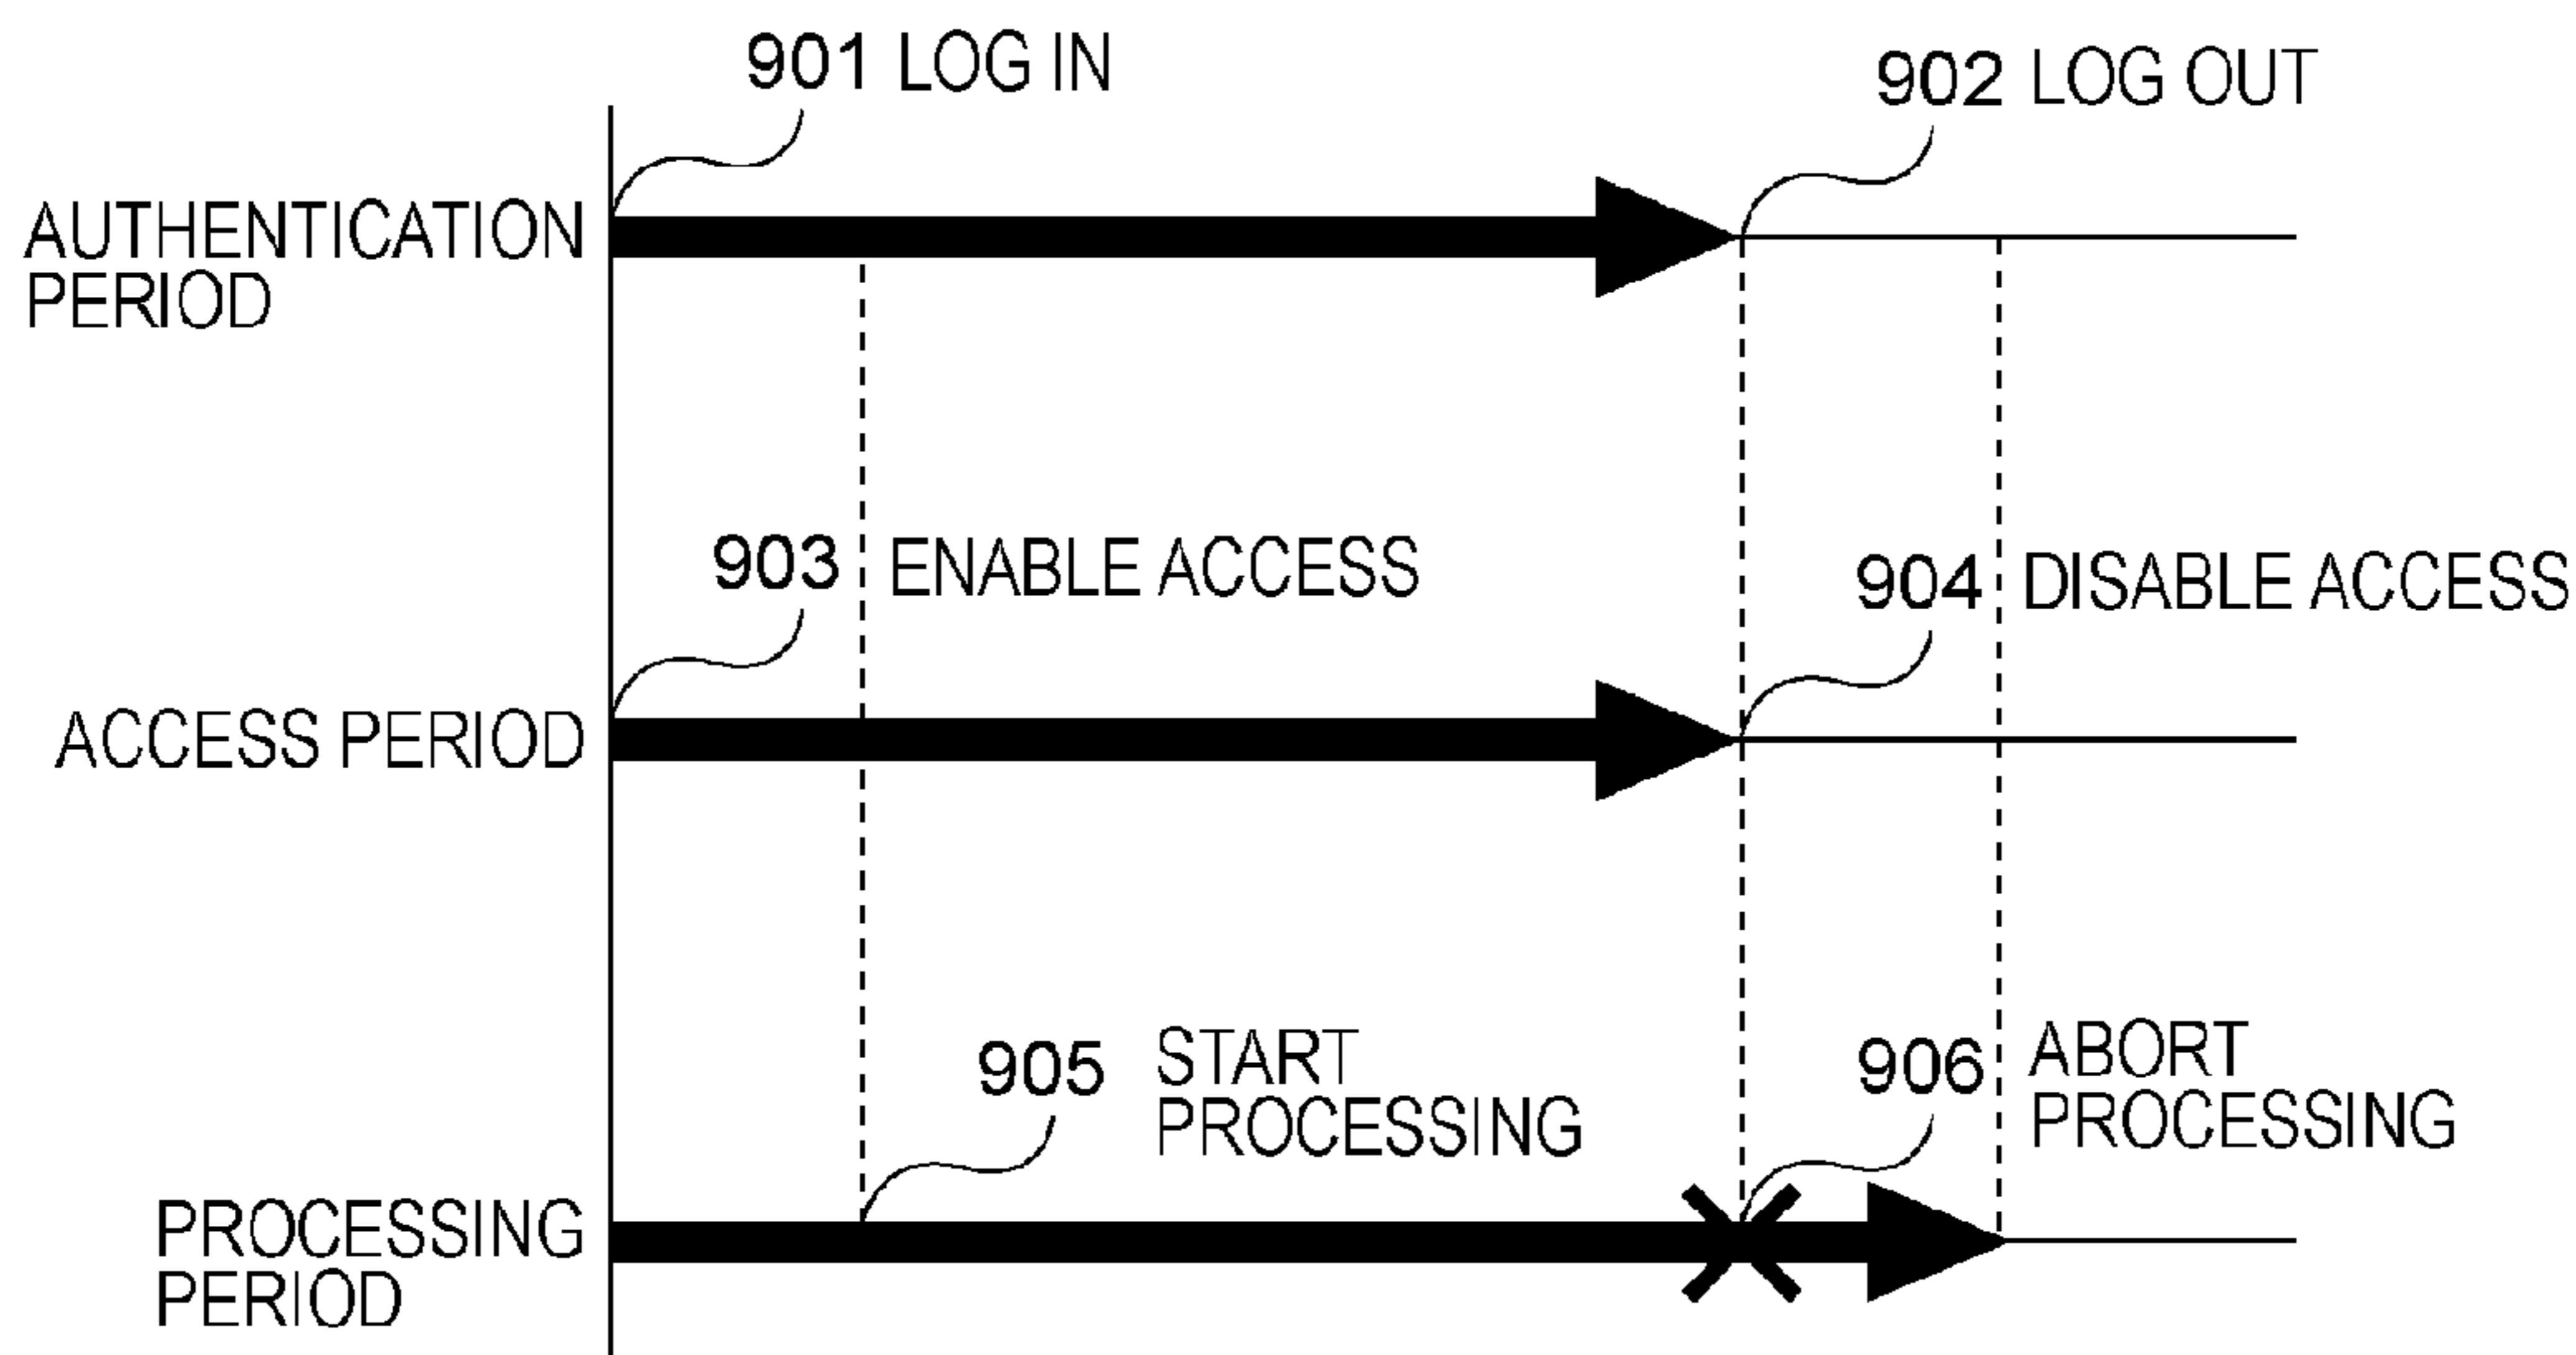 901 LOG IN
902 LOG OUT
AUTHENTICATION
PERIOD
903 ENABLE ACCESS
904 DISABLE ACCESS
ACCESS PERIOD
905 START
PROCESSING
906 ABORT
PROCESSING
PROCESSING
PERIOD